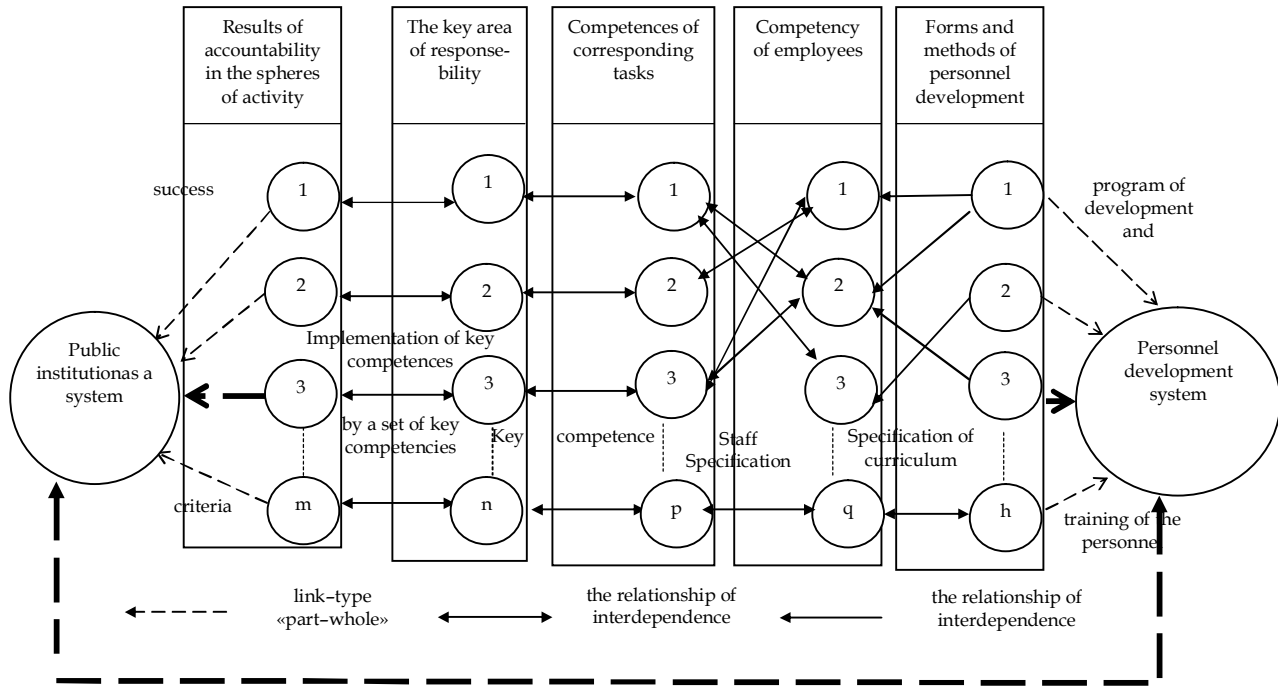 Results of
accountability
in the spheres
of activity
The key area
of response-
bility
Competences of
corresponding
tasks
Competency
of employees
Forms and
methods of
personnel
development
success
1
1
1
1
1
program of
development
and
2
2
2
2
2
Public
institutionas a
system
Implementation of key
competences
Personnel
development
system
3
3
3
3
3
by a set of key
competencies
Key
competence
Staff
Specification
Specification of
curriculum
criteria
m
n
p
q
h
training of the
personne
link–type
«part–whole»
the relationship of
interdependence
the relationship of
interdependence